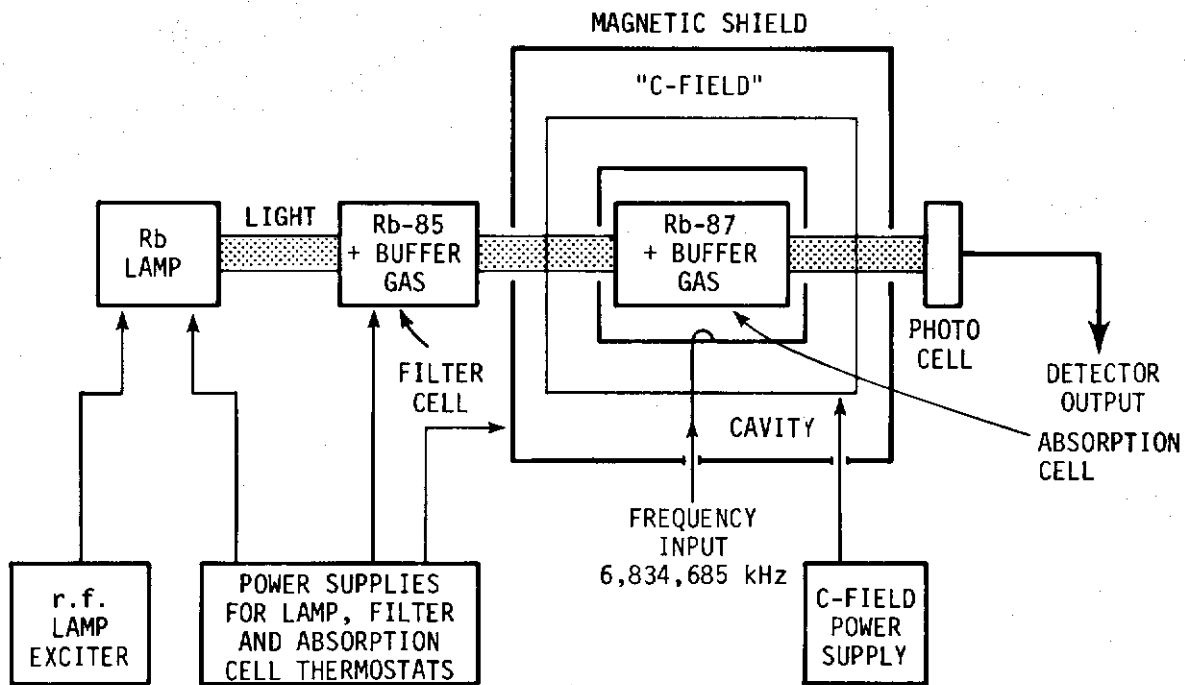 MAGNETIC SHIELD
"C-FIELD"
Rb
LAMP
LIGHT
Rb-85
+ BUFFER
GAS
Rb-87
+ BUFFER
GAS
PHOTO
CELL
FILTER
CELL
DETECTOR
OUTPUT
CAVITY
ABSORPTION
CELL
FREQUENCY
INPUT
6,834,685 kHz
r.f.
LAMP
EXCITER
POWER SUPPLIES
FOR LAMP, FILTER
AND ABSORPTION
CELL THERMOSTATS
C-FIELD
POWER
SUPPLY